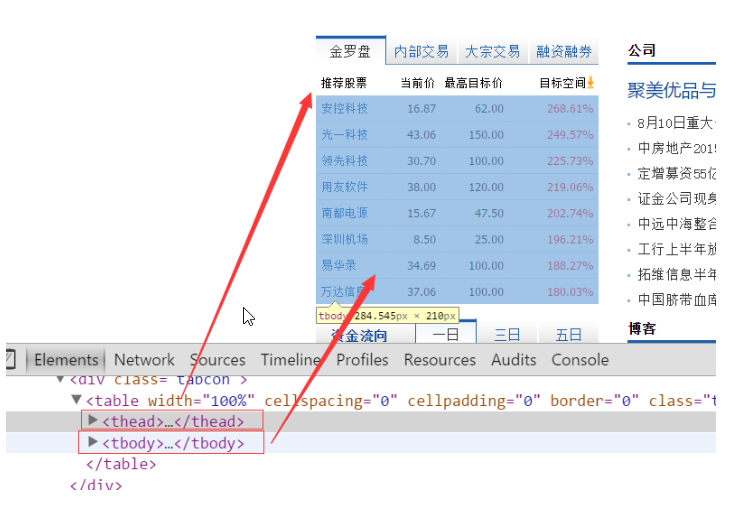 金罗盘 内部交易 大宗交易 融资融券
推荐股票 当前价 最高目标价 目标空间
安控科技 16.87 62.00 268.61%
光一科技 43.06 150.00 249.57%
领先科技 30.70 100.00 225.73%
用友软件 38.00 120.00 219.06%
南都电源 15.67 47.50 202.74%
深圳机场 8.50 25.00 196.21%
易华录 34.69 100.00 188.27%
万达信息 37.06 100.00 180.03%
tbody 284.545px × 210px
资金流向 一日 三日 五日
公司
聚美优品与
· 8月10日重大
· 中房地产201
· 定增募资55亿
· 证金公司现身
· 中远中海整合
· 工行上半年放
· 拓维信息半年
· 中国脐带血库
博客
Elements Network Sources Timeline Profiles Resources Audits Console
▼<div class="tabcon">
▼<table width="100%" cellspacing="0" cellpadding="0" border="0" class="t
▶<thead>…</thead>
▶<tbody>…</tbody>
</table>
</div>